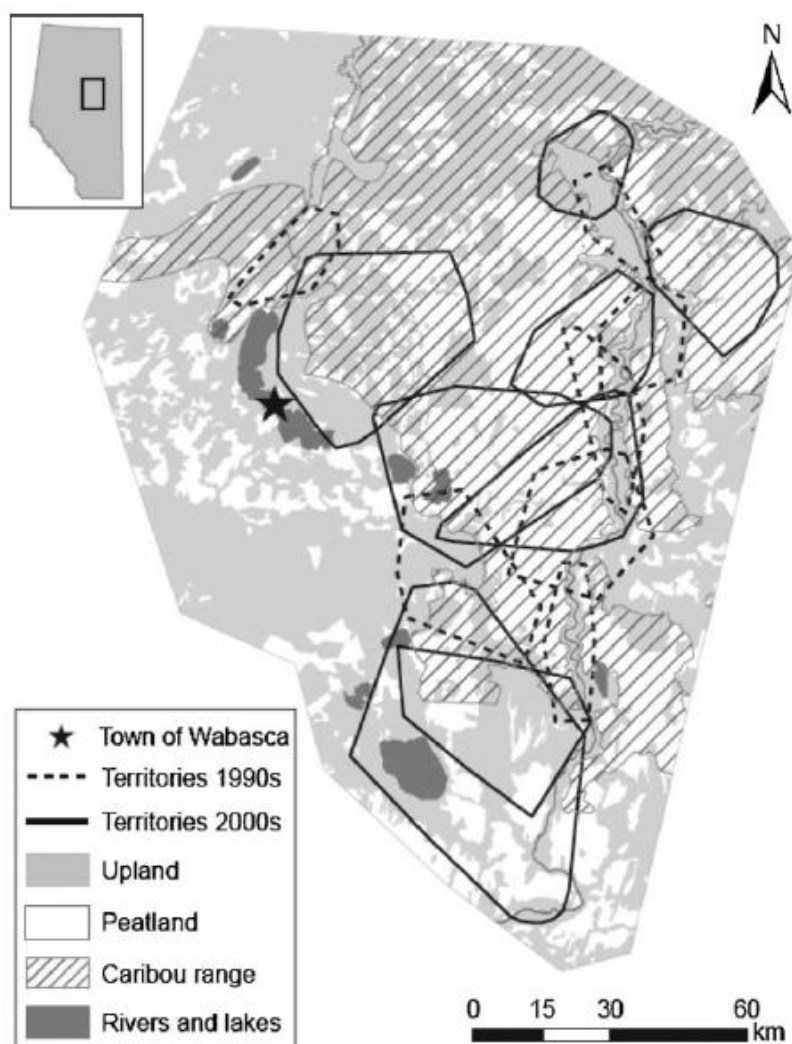 N
Town of Wabasca
Territories 1990s
Territories 2000s
Upland
Peatland
Caribou range
Rivers and lakes
0 15 30 60
km